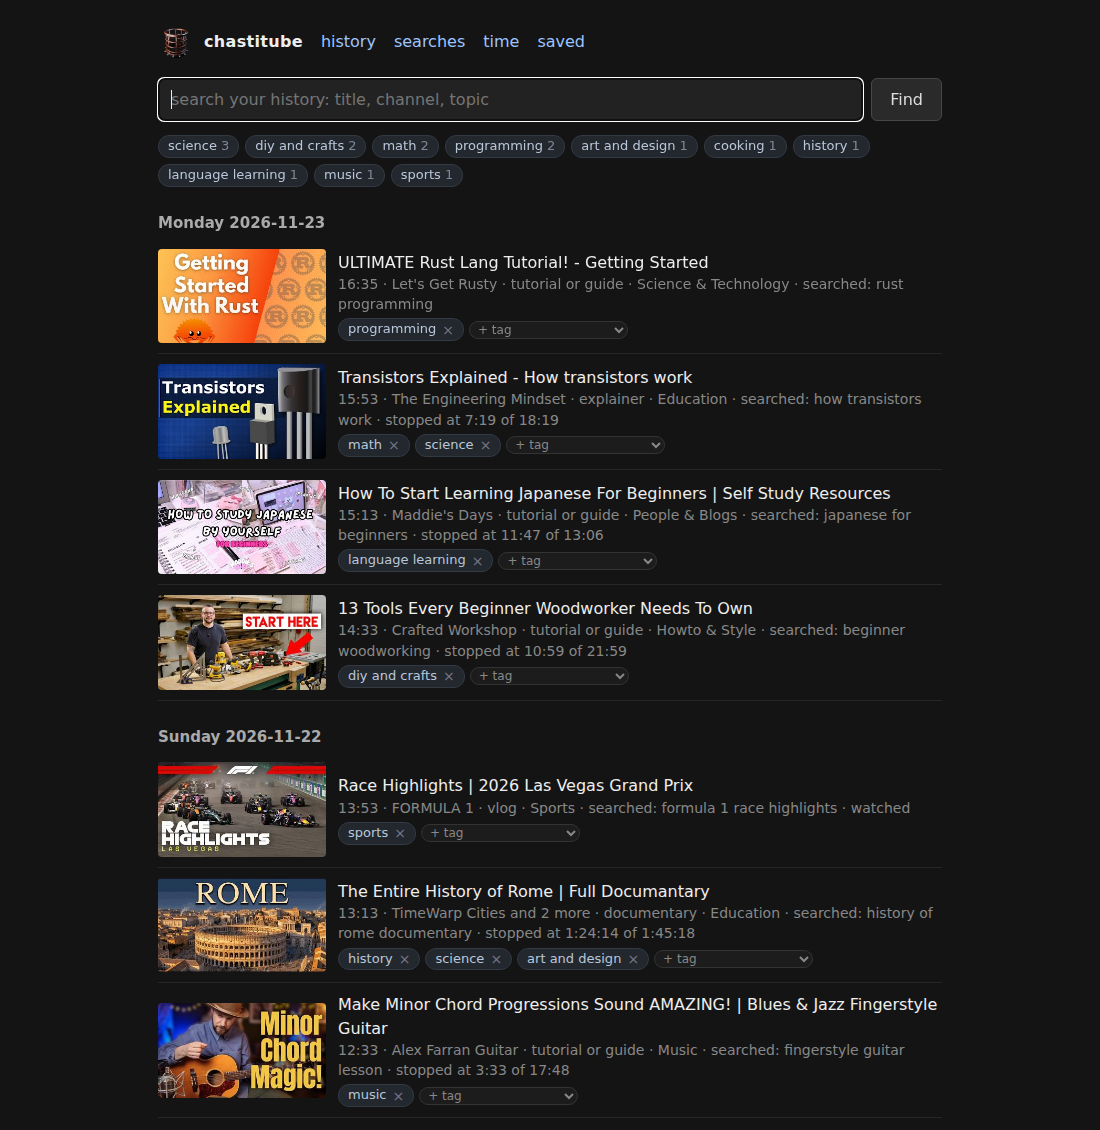 chastitube history searches time saved
search your history: title, channel, topic
Find
science 3 diy and crafts 2 math 2 programming 2 art and design 1 cooking 1 history 1
language learning 1 music 1 sports 1
Monday 2026-11-23
Getting
Started
With Rust
ULTIMATE Rust Lang Tutorial! - Getting Started
16:35 · Let's Get Rusty · tutorial or guide · Science & Technology · searched: rust
programming
programming × + tag
Transistors
Explained
Transistors Explained - How transistors work
15:53 · The Engineering Mindset · explainer · Education · searched: how transistors
work · stopped at 7:19 of 18:19
math × science × + tag
HOW TO STUDY JAPANESE
BY YOURSELF
FOR BEGINNERS
How To Start Learning Japanese For Beginners | Self Study Resources
15:13 · Maddie's Days · tutorial or guide · People & Blogs · searched: japanese for
beginners · stopped at 11:47 of 13:06
language learning × + tag
START HERE
13 Tools Every Beginner Woodworker Needs To Own
14:33 · Crafted Workshop · tutorial or guide · Howto & Style · searched: beginner
woodworking · stopped at 10:59 of 21:59
diy and crafts × + tag
Sunday 2026-11-22
F1
RACE
HIGHLIGHTS
LAS VEGAS
Race Highlights | 2026 Las Vegas Grand Prix
13:53 · FORMULA 1 · vlog · Sports · searched: formula 1 race highlights · watched
sports × + tag
ROME
The Entire History of Rome | Full Documantary
13:13 · TimeWarp Cities and 2 more · documentary · Education · searched: history of
rome documentary · stopped at 1:24:14 of 1:45:18
history × science × art and design × + tag
Minor
Chord
Magic!
Make Minor Chord Progressions Sound AMAZING! | Blues & Jazz Fingerstyle
Guitar
12:33 · Alex Farran Guitar · tutorial or guide · Music · searched: fingerstyle guitar
lesson · stopped at 3:33 of 17:48
music × + tag